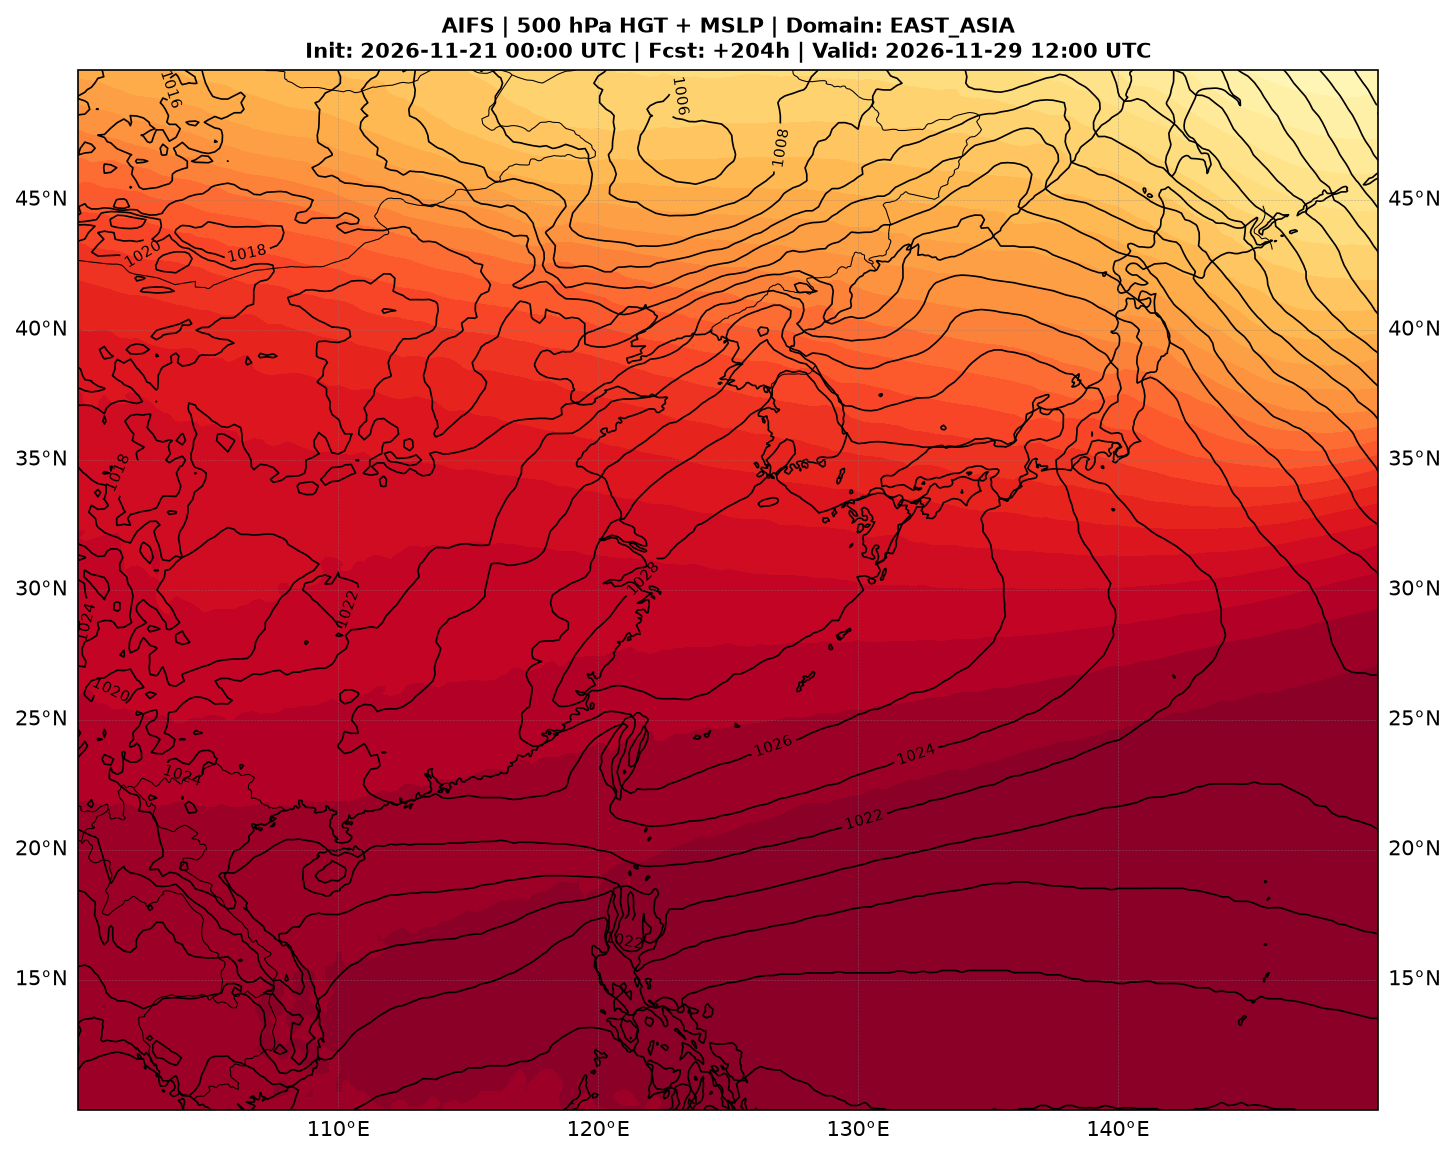 AIFS | 500 hPa HGT + MSLP | Domain: EAST_ASIA
Init: 2026-11-21 00:00 UTC | Fcst: +204h | Valid: 2026-11-29 12:00 UTC
1016
1006
1008
45°N
45°N
1020
1018
40°N
40°N
35°N
35°N
1018
1028
30°N
30°N
1022
1024
1020
25°N
25°N
1026
1024
1024
1022
20°N
20°N
1022
15°N
15°N
110°E
120°E
130°E
140°E